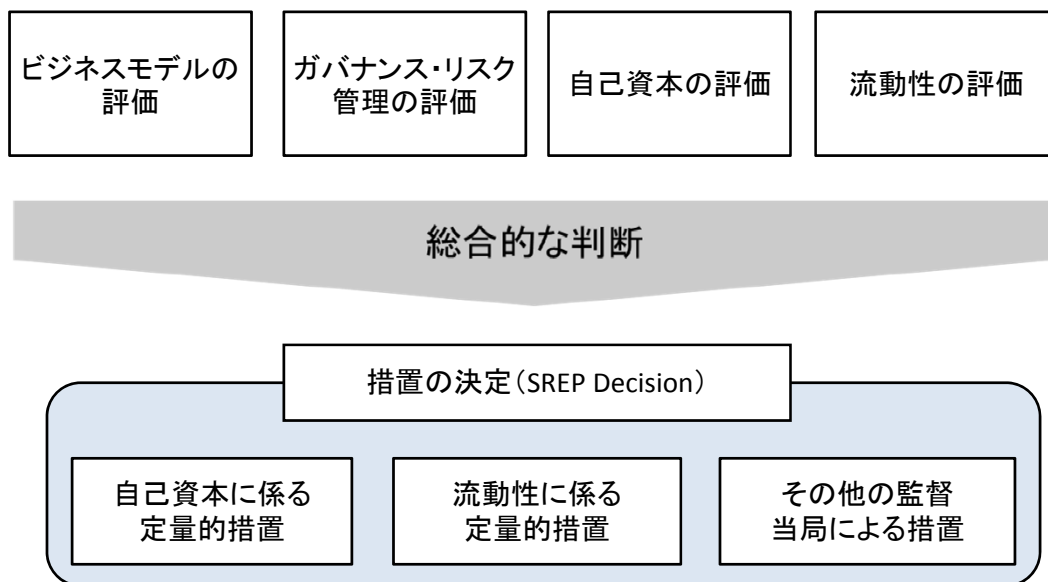 ビジネスモデルの
評価
ガバナンス・リスク
管理の評価
自己資本の評価
流動性の評価
総合的な判断
措置の決定（SREP Decision）
自己資本に係る
定量的措置
流動性に係る
定量的措置
その他の監督
当局による措置